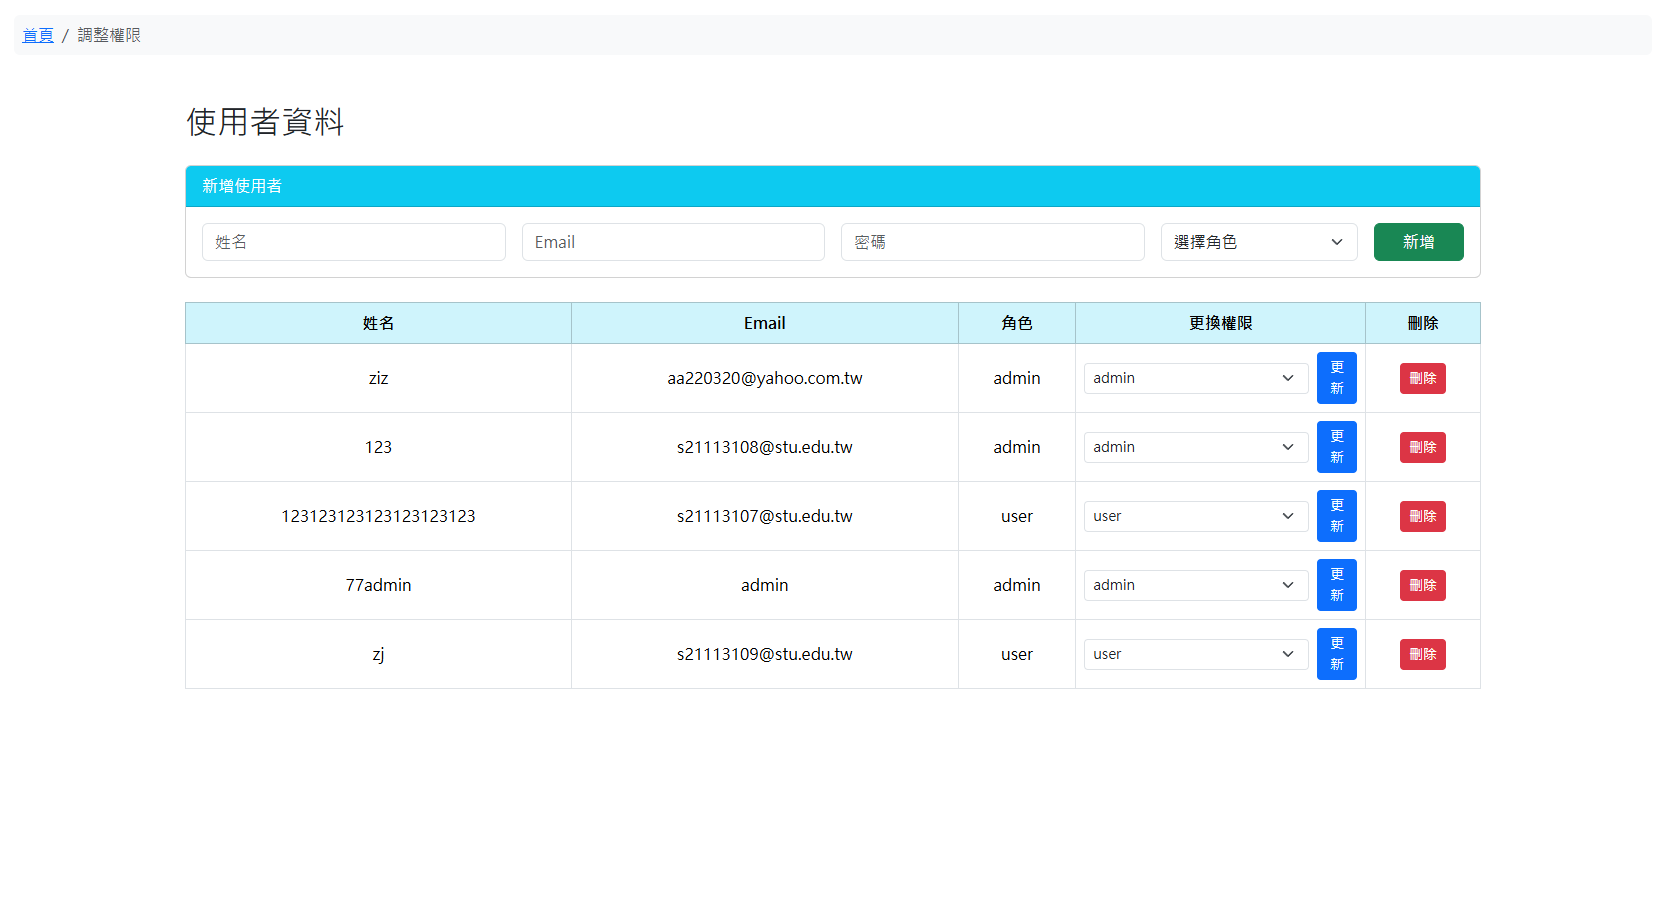 首頁 / 調整權限
使用者資料
新增使用者
姓名 Email 密碼 選擇角色 新增
姓名 Email 角色 更換權限 刪除
ziz aa220320@yahoo.com.tw admin admin 更新 刪除
123 s21113108@stu.edu.tw admin admin 更新 刪除
123123123123123123123 s21113107@stu.edu.tw user user 更新 刪除
77admin admin admin admin 更新 刪除
zj s21113109@stu.edu.tw user user 更新 刪除